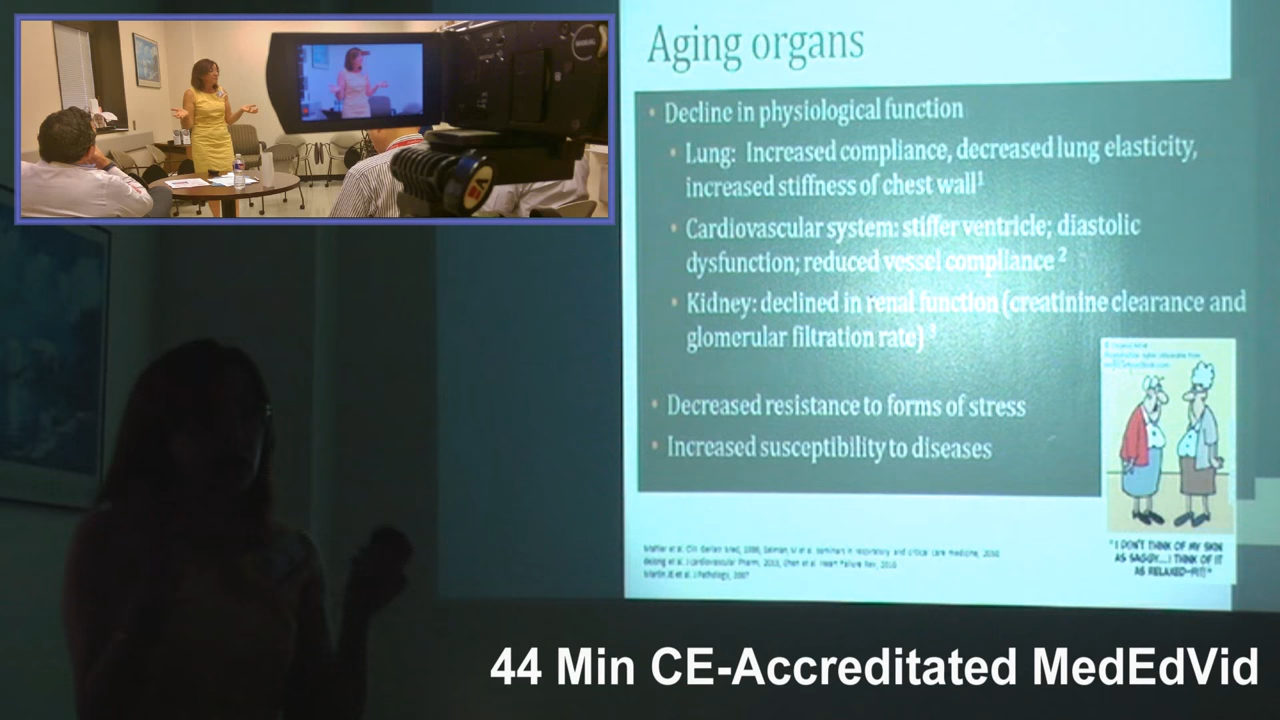 Aging organs
• Decline in physiological function
• Lung: Increased compliance, decreased lung elasticity,
increased stiffness of chest wall1
• Cardiovascular system: stiffer ventricle; diastolic
dysfunction; reduced vessel compliance 2
• Kidney: declined in renal function (creatinine clearance and
glomerular filtration rate) 3
• Decreased resistance to forms of stress
• Increased susceptibility to diseases
"I DON'T THINK OF MY SKIN
AS SAGGY...I THINK OF IT
AS RELAXED-FIT!"
44 Min CE-Accreditated MedEdVid